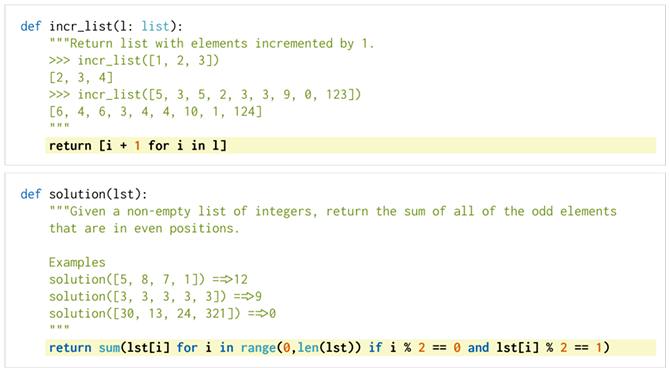 def incr_list(l: list):
    """Return list with elements incremented by 1.
    >>> incr_list([1, 2, 3])
    [2, 3, 4]
    >>> incr_list([5, 3, 5, 2, 3, 3, 9, 0, 123])
    [6, 4, 6, 3, 4, 4, 10, 1, 124]
    """
    return [i + 1 for i in l]
def solution(lst):
    """Given a non-empty list of integers, return the sum of all of the odd elements
    that are in even positions.
    Examples
    solution([5, 8, 7, 1]) ==>12
    solution([3, 3, 3, 3, 3]) ==>9
    solution([30, 13, 24, 321]) ==>0
    """
    return sum(lst[i] for i in range(0,len(lst)) if i % 2 == 0 and lst[i] % 2 == 1)